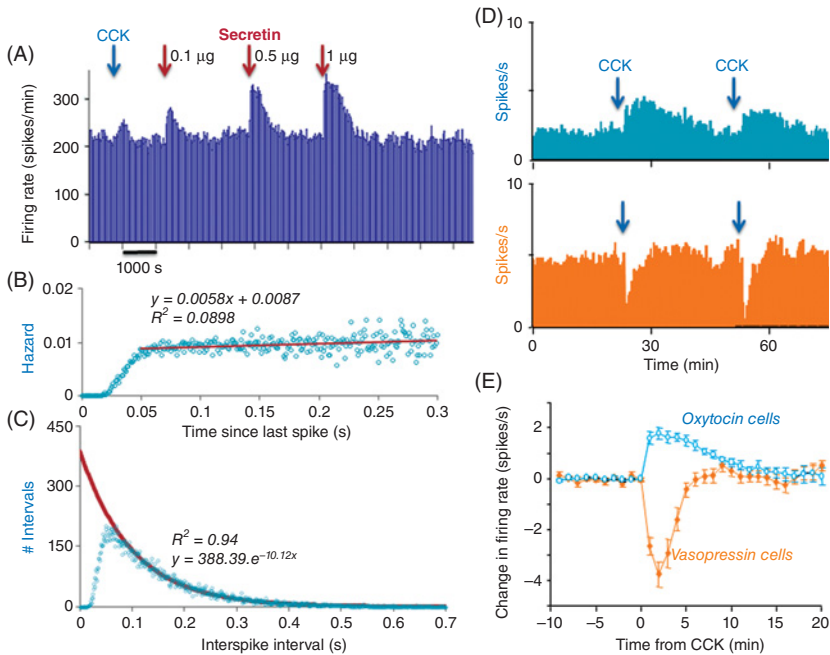 (A)
CCK
Secretin
0.1 µg
0.5 µg
1 µg
Firing rate (spikes/min)
300
200
100
0
1000 s
(B)
0.02
0.01
0
Hazard
y = 0.0058x + 0.0087
R² = 0.0898
0 0.05 0.1 0.15 0.2 0.25 0.3
Time since last spike (s)
(C)
450
300
150
0
# Intervals
R² = 0.94
y = 388.39.e⁻¹⁰·¹²ˣ
0 0.1 0.2 0.3 0.4 0.5 0.6 0.7
Interspike interval (s)
(D)
10
Spikes/s
0
CCK CCK
0 30 60
10
Spikes/s
0
0 30 60
Time (min)
(E)
Change in firing rate (spikes/s)
2
0
−2
−4
Oxytocin cells
Vasopressin cells
−10 −5 0 5 10 15 20
Time from CCK (min)